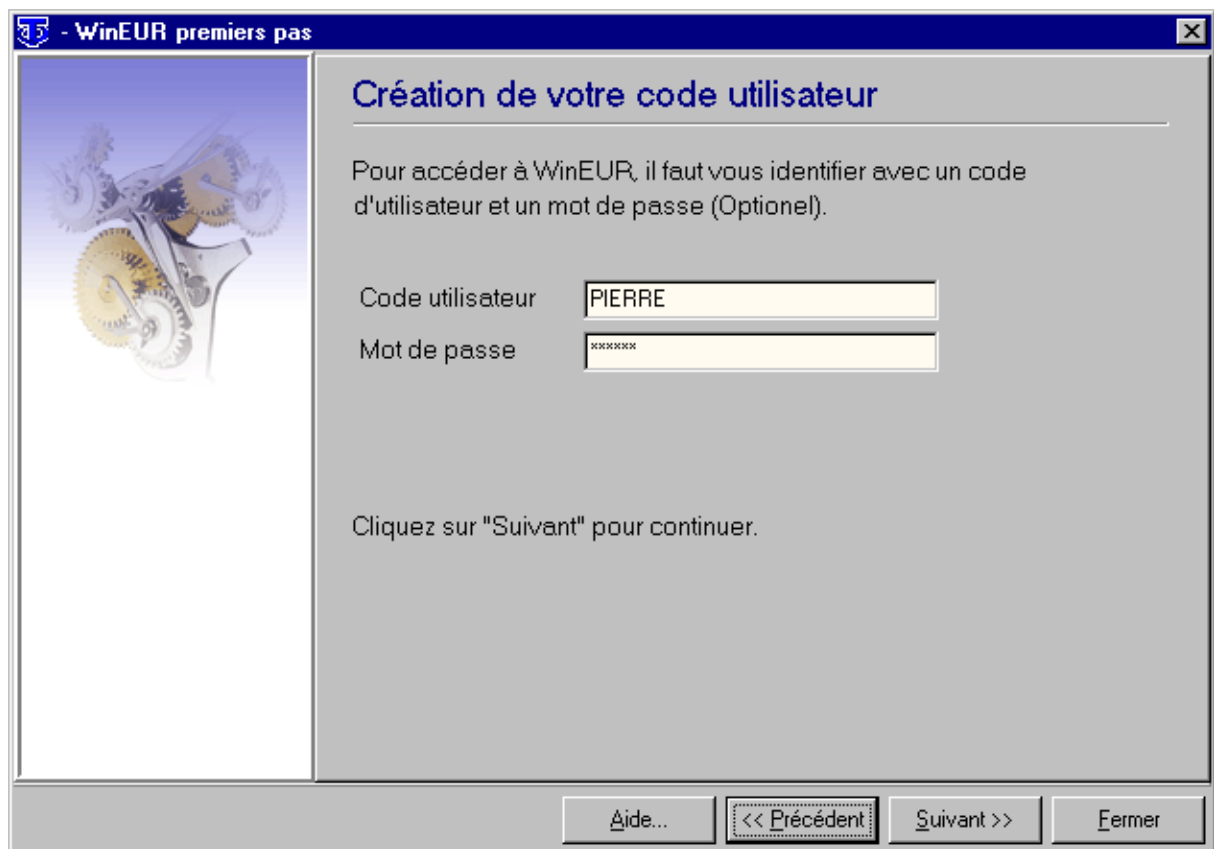 - WinEUR premiers pas
Création de votre code utilisateur
Pour accéder à WinEUR, il faut vous identifier avec un code
d'utilisateur et un mot de passe (Optionel).
Code utilisateur PIERRE
Mot de passe ******
Cliquez sur "Suivant" pour continuer.
Aide... << Précédent Suivant >> Fermer